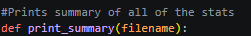 #Prints summary of all of the stats
def print_summary(filename):